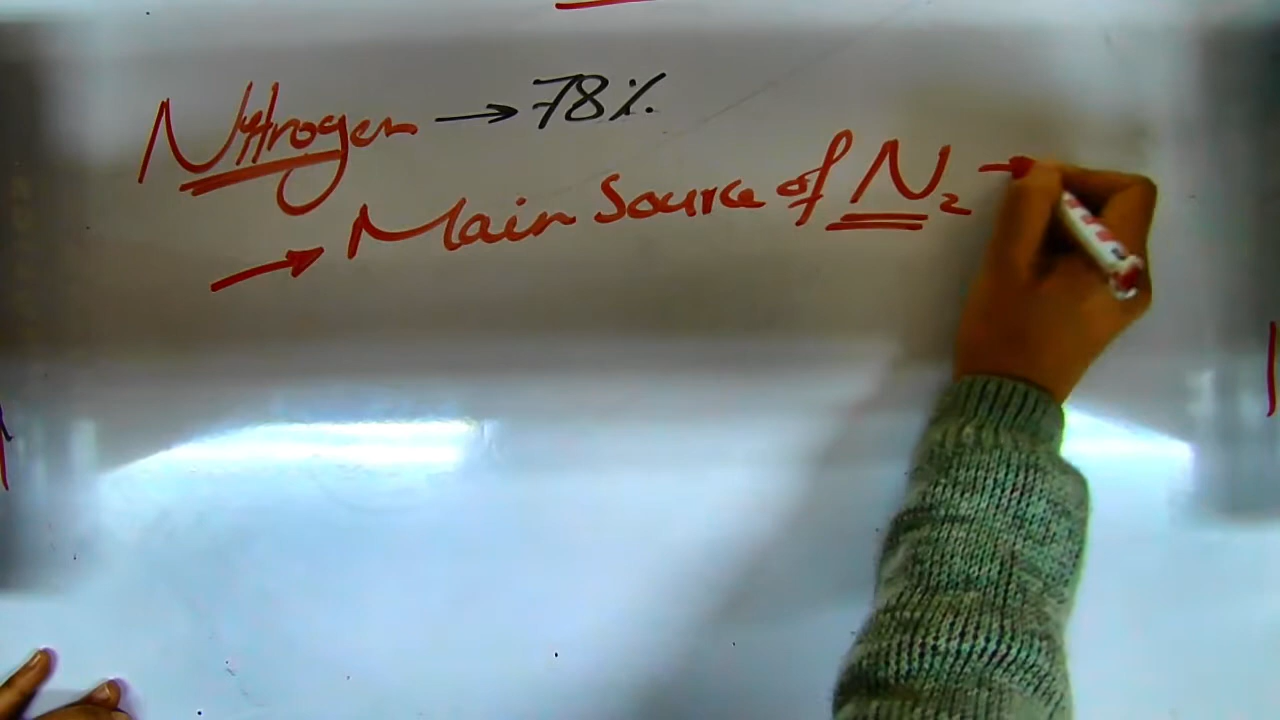 Nitrogen → 78%
→ Main Source of N₂ -